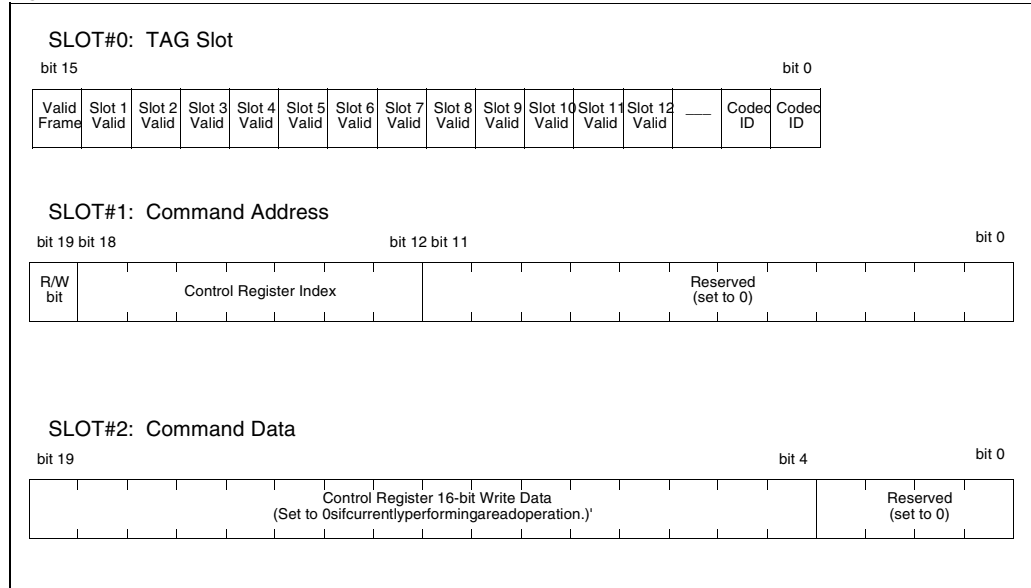 SLOT#0: TAG Slot
bit 15 bit 0
Valid Frame Slot 1 Valid Slot 2 Valid Slot 3 Valid Slot 4 Valid Slot 5 Valid Slot 6 Valid Slot 7 Valid Slot 8 Valid Slot 9 Valid Slot 10 Valid Slot 11 Valid Slot 12 Valid ___ Codec ID Codec ID
SLOT#1: Command Address
bit 19 bit 18 bit 12 bit 11 bit 0
R/W bit Control Register Index Reserved (set to 0)
SLOT#2: Command Data
bit 19 bit 4 bit 0
Control Register 16-bit Write Data
(Set to 0sifcurrentlyperformingareadoperation.)'
Reserved
(set to 0)